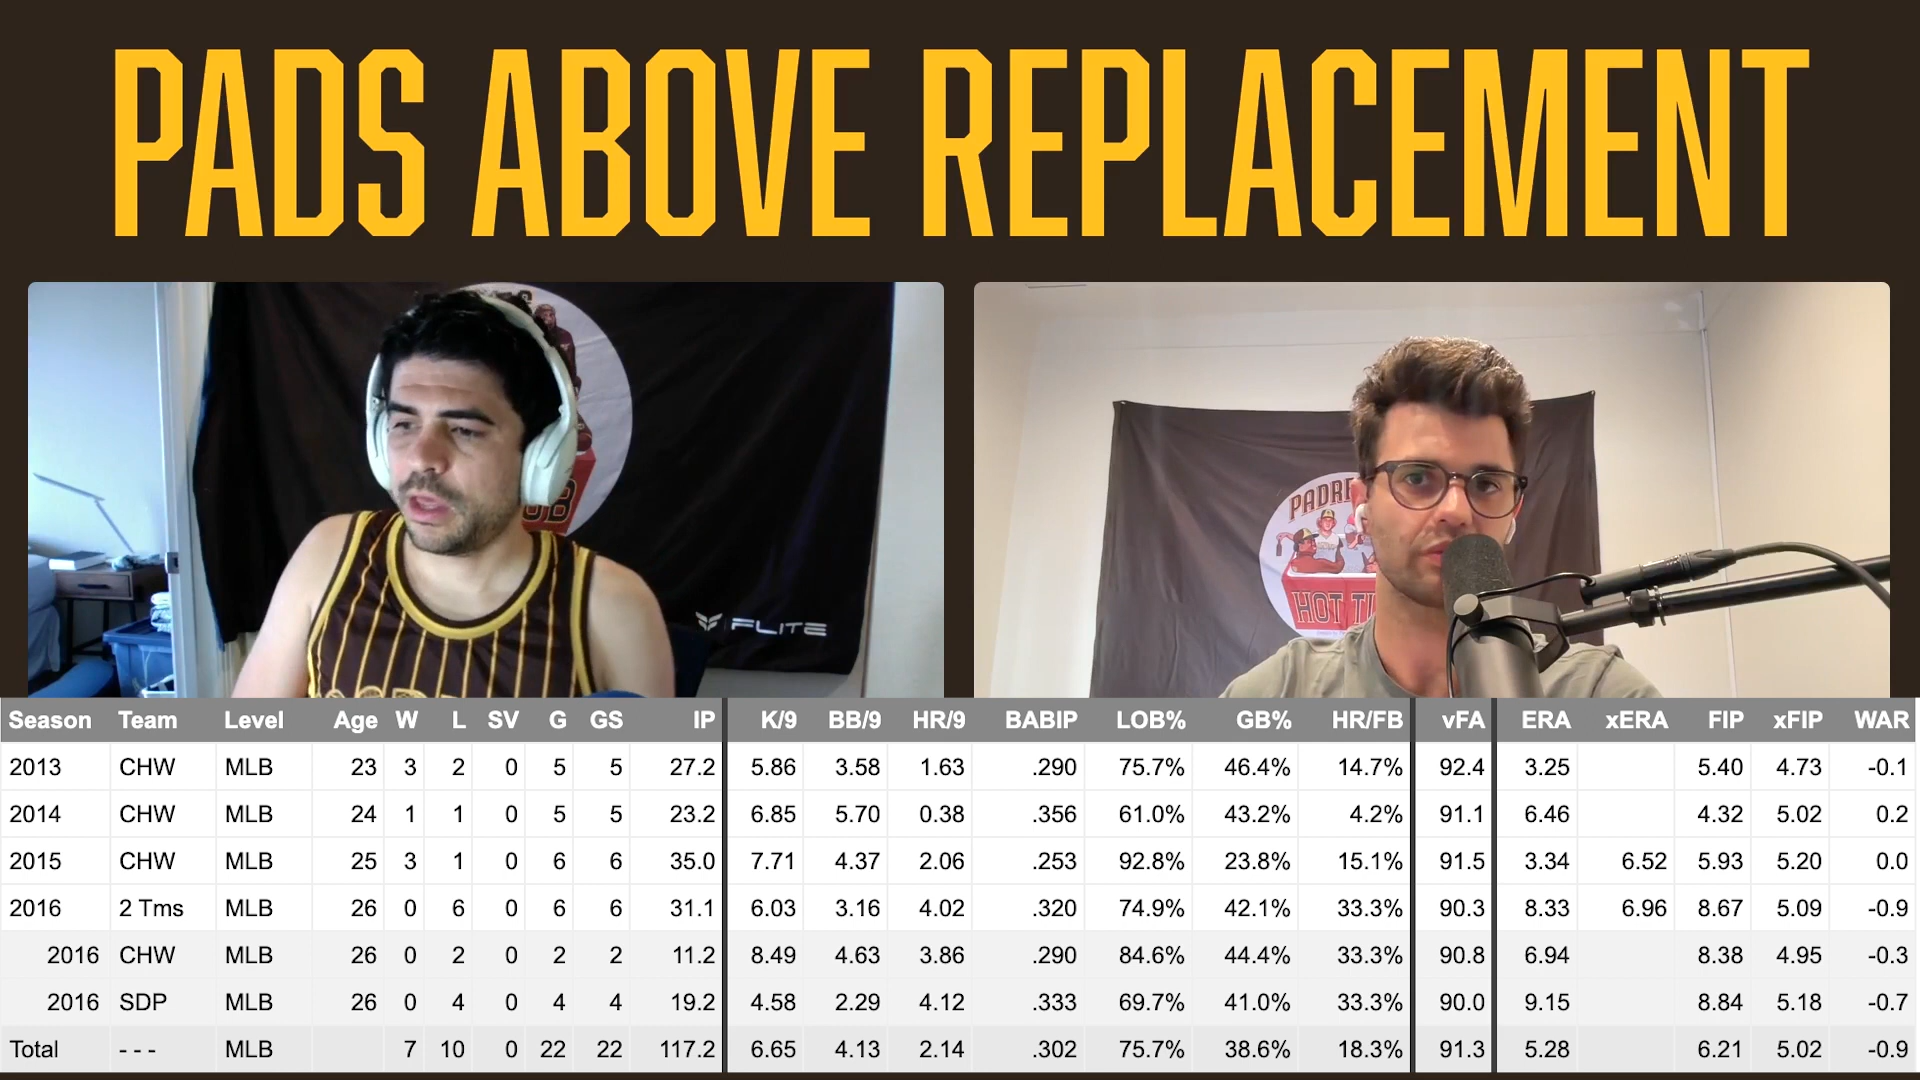 PADS ABOVE REPLACEMENT
FLITE
HOT
Season Team Level Age W L SV G GS IP K/9 BB/9 HR/9 BABIP LOB% GB% HR/FB vFA ERA xERA FIP xFIP WAR
2013 CHW MLB 23 3 2 0 5 5 27.2 5.86 3.58 1.63 .290 75.7% 46.4% 14.7% 92.4 3.25 5.40 4.73 -0.1
2014 CHW MLB 24 1 1 0 5 5 23.2 6.85 5.70 0.38 .356 61.0% 43.2% 4.2% 91.1 6.46 4.32 5.02 0.2
2015 CHW MLB 25 3 1 0 6 6 35.0 7.71 4.37 2.06 .253 92.8% 23.8% 15.1% 91.5 3.34 6.52 5.93 5.20 0.0
2016 2 Tms MLB 26 0 6 0 6 6 31.1 6.03 3.16 4.02 .320 74.9% 42.1% 33.3% 90.3 8.33 6.96 8.67 5.09 -0.9
2016 CHW MLB 26 0 2 0 2 2 11.2 8.49 4.63 3.86 .290 84.6% 44.4% 33.3% 90.8 6.94 8.38 4.95 -0.3
2016 SDP MLB 26 0 4 0 4 4 19.2 4.58 2.29 4.12 .333 69.7% 41.0% 33.3% 90.0 9.15 8.84 5.18 -0.7
Total - - - MLB 7 10 0 22 22 117.2 6.65 4.13 2.14 .302 75.7% 38.6% 18.3% 91.3 5.28 6.21 5.02 -0.9